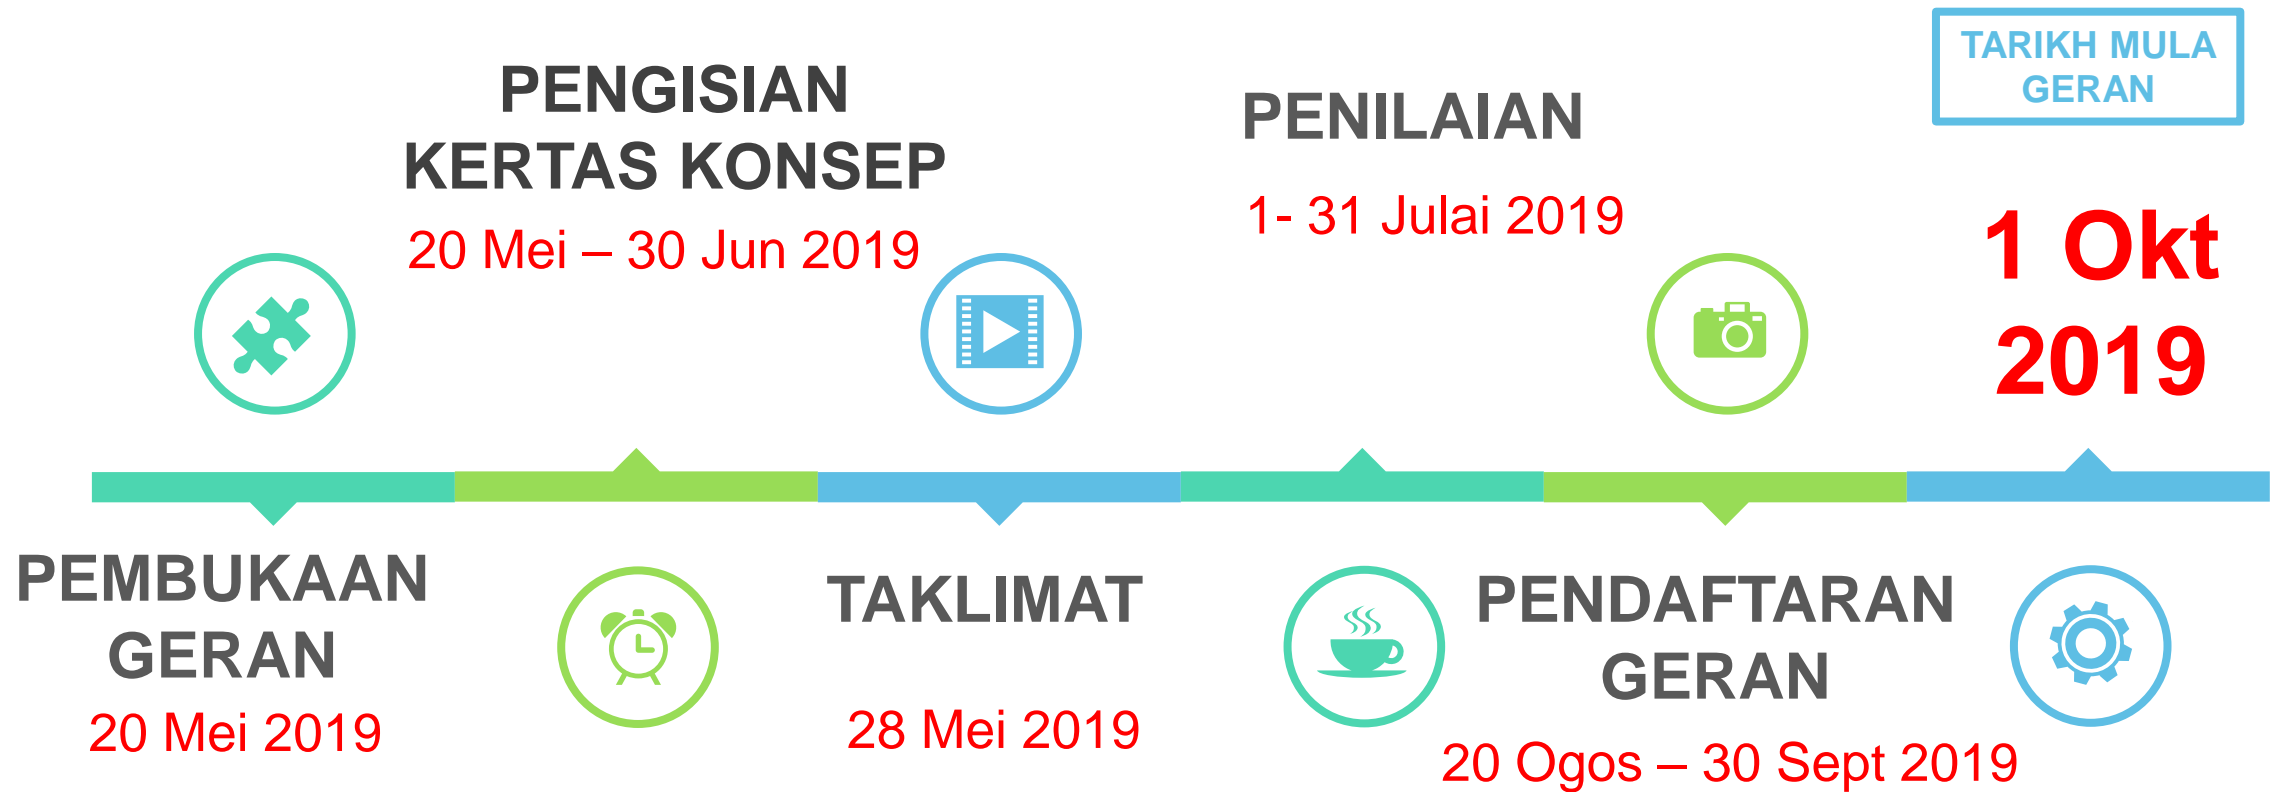 PEMBUKAAN
GERAN
20 Mei 2019
PENGISIAN
KERTAS KONSEP
20 Mei – 30 Jun 2019
TAKLIMAT
28 Mei 2019
PENILAIAN
1- 31 Julai 2019
PENDAFTARAN
GERAN
20 Ogos – 30 Sept 2019
TARIKH MULA
GERAN
1 Okt
2019